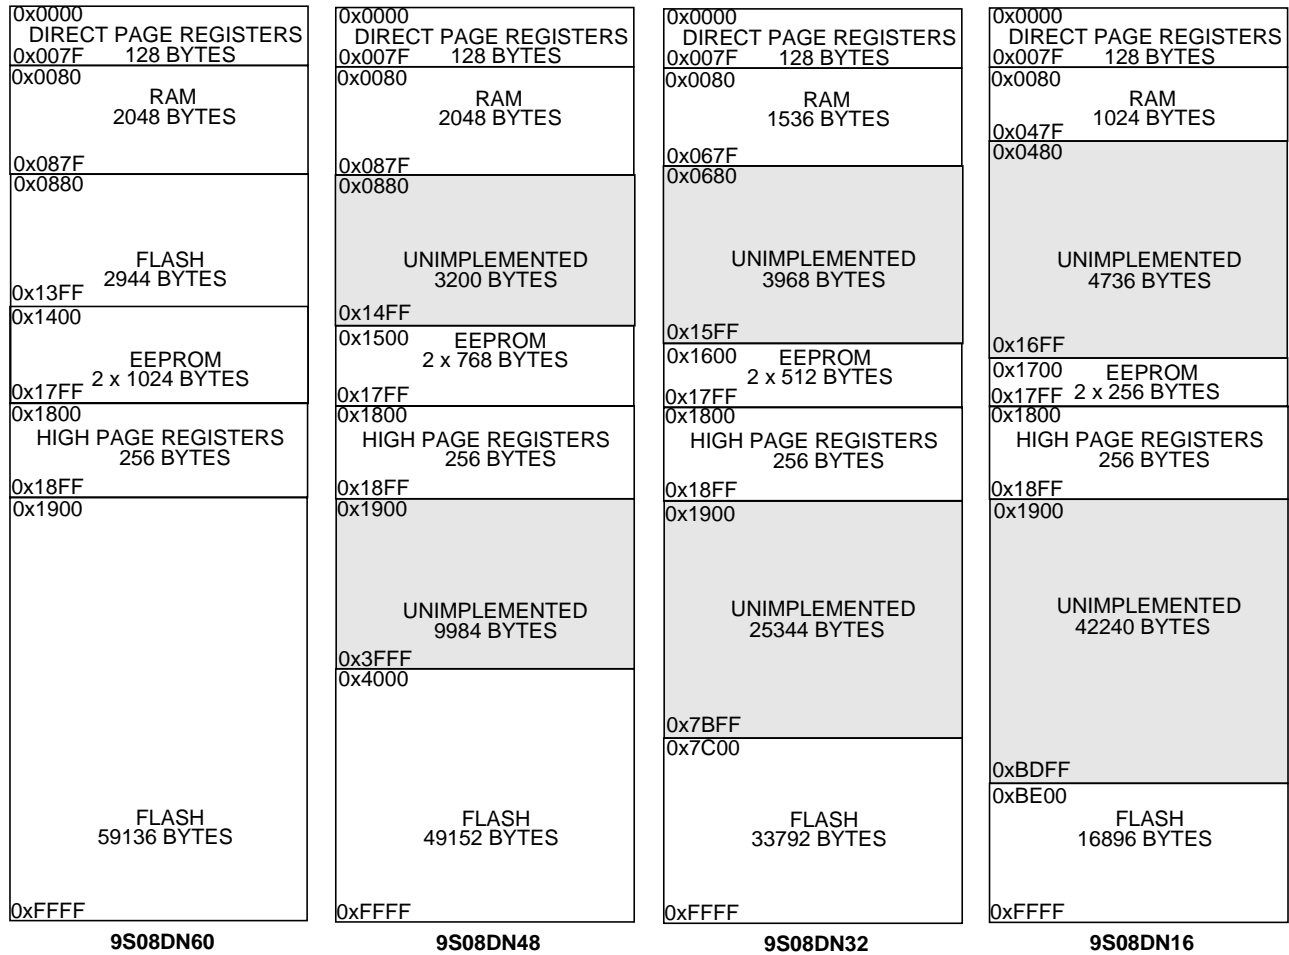 0x0000
DIRECT PAGE REGISTERS
0x007F 128 BYTES
0x0080
RAM
2048 BYTES
0x087F
0x0880
FLASH
2944 BYTES
0x13FF
0x1400
EEPROM
2 x 1024 BYTES
0x17FF
0x1800
HIGH PAGE REGISTERS
256 BYTES
0x18FF
0x1900
FLASH
59136 BYTES
0xFFFF
9S08DN60
0x0000
DIRECT PAGE REGISTERS
0x007F 128 BYTES
0x0080
RAM
2048 BYTES
0x087F
0x0880
UNIMPLEMENTED
3200 BYTES
0x14FF
0x1500
EEPROM
2 x 768 BYTES
0x17FF
0x1800
HIGH PAGE REGISTERS
256 BYTES
0x18FF
0x1900
UNIMPLEMENTED
9984 BYTES
0x3FFF
0x4000
FLASH
49152 BYTES
0xFFFF
9S08DN48
0x0000
DIRECT PAGE REGISTERS
0x007F 128 BYTES
0x0080
RAM
1536 BYTES
0x067F
0x0680
UNIMPLEMENTED
3968 BYTES
0x15FF
0x1600
EEPROM
2 x 512 BYTES
0x17FF
0x1800
HIGH PAGE REGISTERS
256 BYTES
0x18FF
0x1900
UNIMPLEMENTED
25344 BYTES
0x7BFF
0x7C00
FLASH
33792 BYTES
0xFFFF
9S08DN32
0x0000
DIRECT PAGE REGISTERS
0x007F 128 BYTES
0x0080
RAM
1024 BYTES
0x047F
0x0480
UNIMPLEMENTED
4736 BYTES
0x16FF
0x1700
EEPROM
0x17FF 2 x 256 BYTES
0x1800
HIGH PAGE REGISTERS
256 BYTES
0x18FF
0x1900
UNIMPLEMENTED
42240 BYTES
0xBDFF
0xBE00
FLASH
16896 BYTES
0xFFFF
9S08DN16